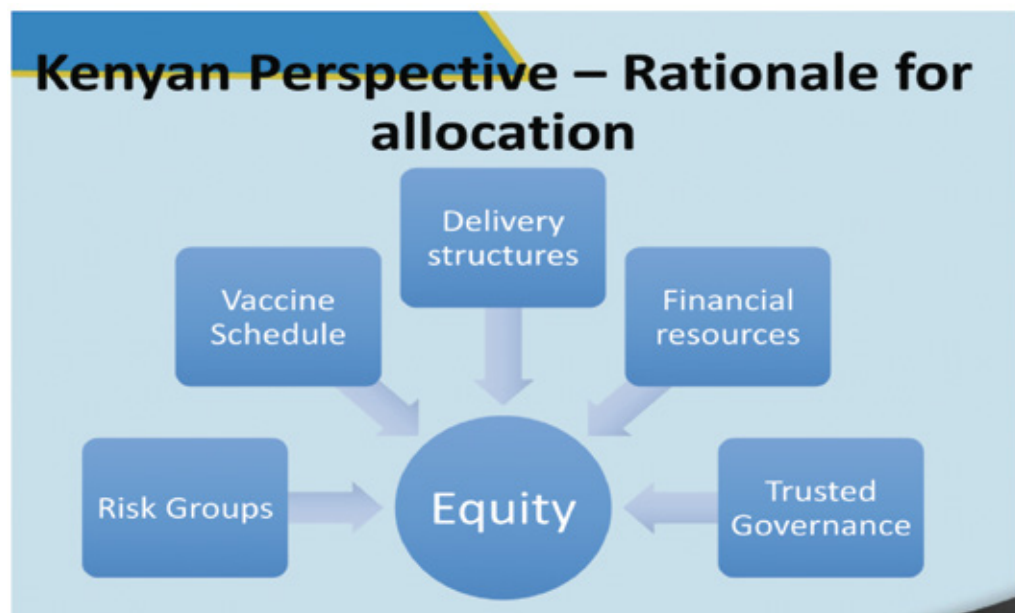 Kenyan Perspective – Rationale for
allocation
Delivery
structures
Vaccine
Schedule
Financial
resources
Risk Groups
Equity
Trusted
Governance